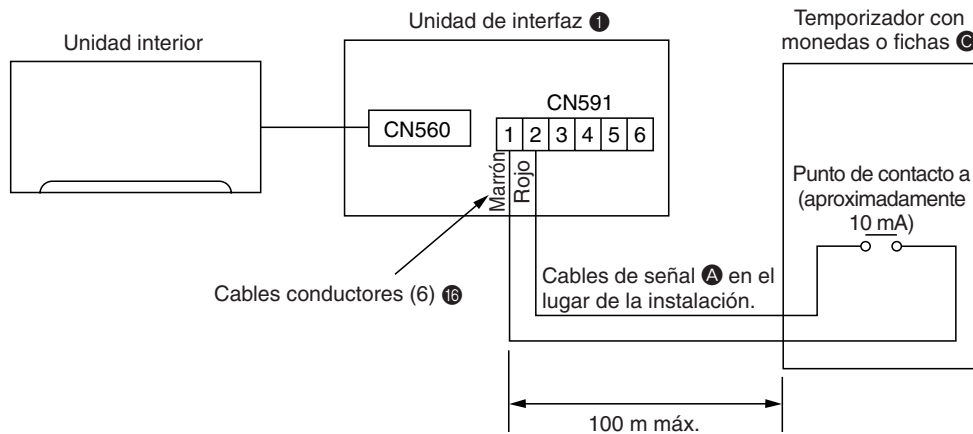 Unidad interior
Unidad de interfaz ❶
CN560
CN591
1 2 3 4 5 6
Marrón
Rojo
Cables conductores (6) ⓰
Temporizador con
monedas o fichas 🅒
Punto de contacto a
(aproximadamente
10 mA)
Cables de señal 🅐 en el
lugar de la instalación.
100 m máx.